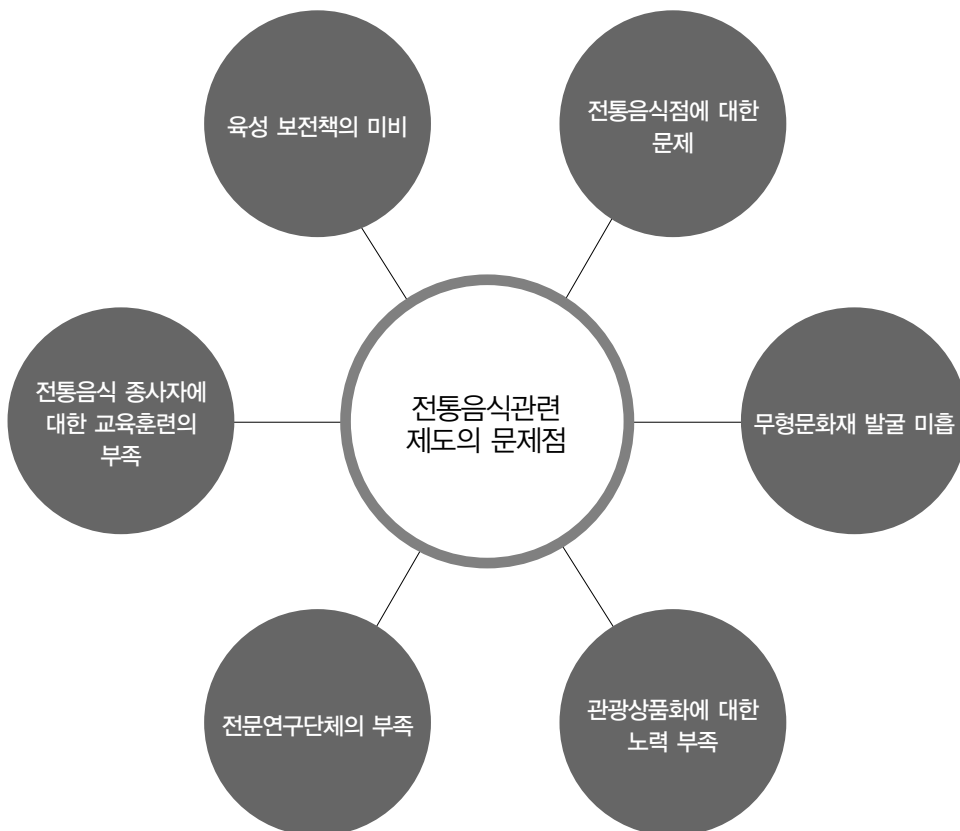 육성 보전책의 미비
전통음식점에 대한
문제
전통음식 종사자에
대한 교육훈련의
부족
전통음식관련
제도의 문제점
무형문화재 발굴 미흡
전문연구단체의 부족
관광상품화에 대한
노력 부족